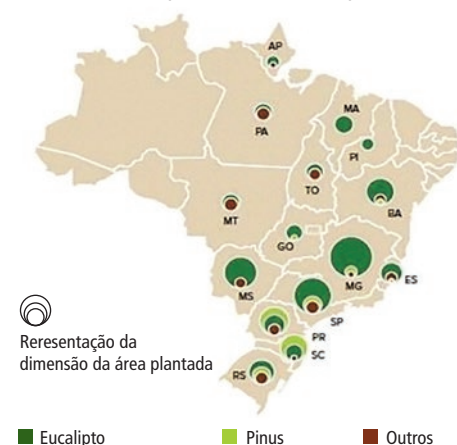 AP
PA
MA
PI
TO
MT
BA
GO
MS
MG
ES
SP
PR
SC
RS
Reresentação da
dimensão da área plantada
Eucalipto
Pinus
Outros